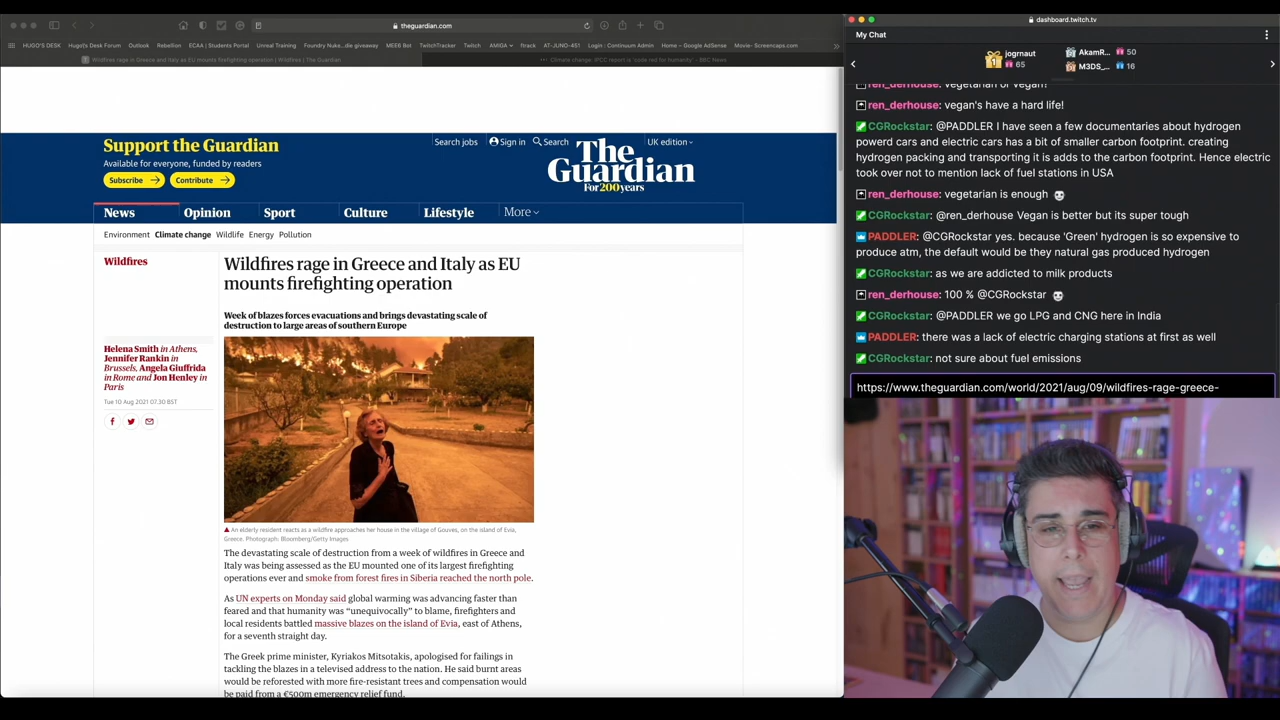 theguardian.com
HUGO'S DESK Hugo's Desk Forum Outlook Rebellion ECAA | Students Portal Unreal Training Foundry Nuke...die giveaway MEE6 Bot TwitchTracker Twitch AMIGA ftrack AT-JUNO-451 Login : Continuum Admin Home – Google AdSense Movie- Screencaps.com
Wildfires rage in Greece and Italy as EU mounts firefighting operation | Wildfires | The Guardian
Climate change: IPCC report is 'code red for humanity' - BBC News
Support the Guardian
Available for everyone, funded by readers
Subscribe
Contribute
Search jobs
Sign in
Search
UK edition
The
Guardian
For 200 years
News
Opinion
Sport
Culture
Lifestyle
More
Environment Climate change Wildlife Energy Pollution
Wildfires
Wildfires rage in Greece and Italy as EU
mounts firefighting operation
Week of blazes forces evacuations and brings devastating scale of
destruction to large areas of southern Europe
Helena Smith in Athens,
Jennifer Rankin in
Brussels, Angela Giuffrida
in Rome and Jon Henley in
Paris
Tue 10 Aug 2021 07.30 BST
An elderly resident reacts as a wildfire approaches her house in the village of Gouves, on the island of Evia,
Greece. Photograph: Bloomberg/Getty Images
The devastating scale of destruction from a week of wildfires in Greece and
Italy was being assessed as the EU mounted one of its largest firefighting
operations ever and smoke from forest fires in Siberia reached the north pole.
As UN experts on Monday said global warming was advancing faster than
feared and that humanity was “unequivocally” to blame, firefighters and
local residents battled massive blazes on the island of Evia, east of Athens,
for a seventh straight day.
The Greek prime minister, Kyriakos Mitsotakis, apologised for failings in
tackling the blazes in a televised address to the nation. He said burnt areas
would be reforested with more fire-resistant trees and compensation would
be paid from a €500m emergency relief fund.
dashboard.twitch.tv
My Chat
jogrnaut
65
AkamR... 50
M3DS_... 16
ren_derhouse: vegetarian or vegan?
ren_derhouse: vegan's have a hard life!
CGRockstar: @PADDLER I have seen a few documentaries about hydrogen
powerd cars and electric cars has a bit of smaller carbon footprint. creating
hydrogen packing and transporting it is adds to the carbon footprint. Hence electric
took over not to mention lack of fuel stations in USA
ren_derhouse: vegetarian is enough
CGRockstar: @ren_derhouse Vegan is better but its super tough
PADDLER: @CGRockstar yes. because 'Green' hydrogen is so expensive to
produce atm, the default would be they natural gas produced hydrogen
CGRockstar: as we are addicted to milk products
ren_derhouse: 100 % @CGRockstar
CGRockstar: @PADDLER we go LPG and CNG here in India
PADDLER: there was a lack of electric charging stations at first as well
CGRockstar: not sure about fuel emissions
https://www.theguardian.com/world/2021/aug/09/wildfires-rage-greece-